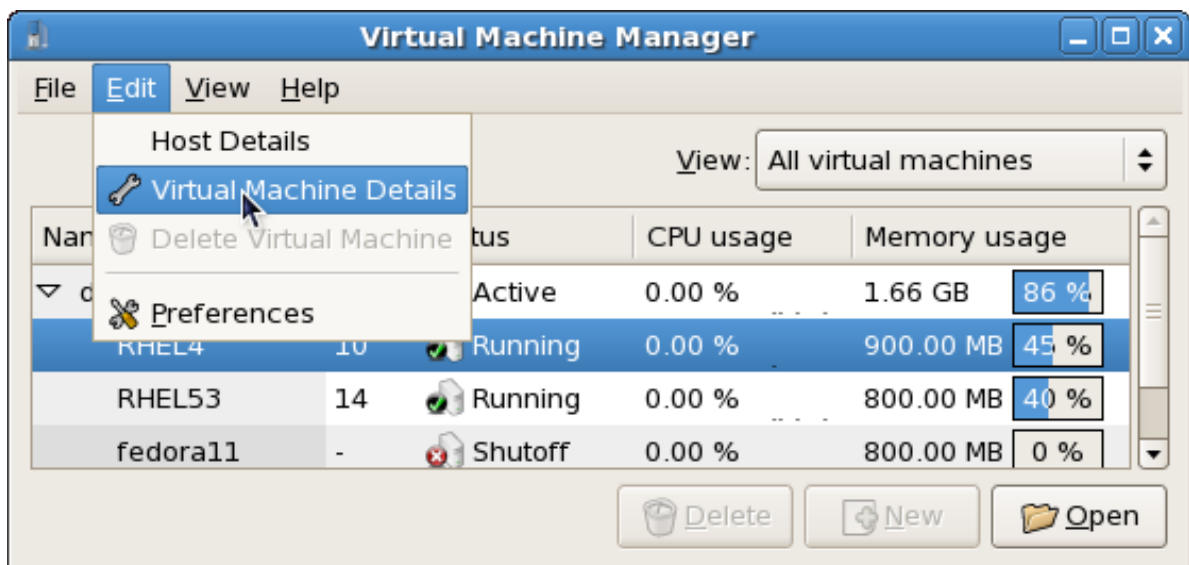 Virtual Machine Manager
File Edit View Help
Host Details
Virtual Machine Details
Delete Virtual Machine
Preferences
View: All virtual machines
CPU usage Memory usage
Active 0.00 % 1.66 GB 86 %
RHEL4 10 Running 0.00 % 900.00 MB 45 %
RHEL53 14 Running 0.00 % 800.00 MB 40 %
fedora11 - Shutoff 0.00 % 800.00 MB 0 %
Delete New Open